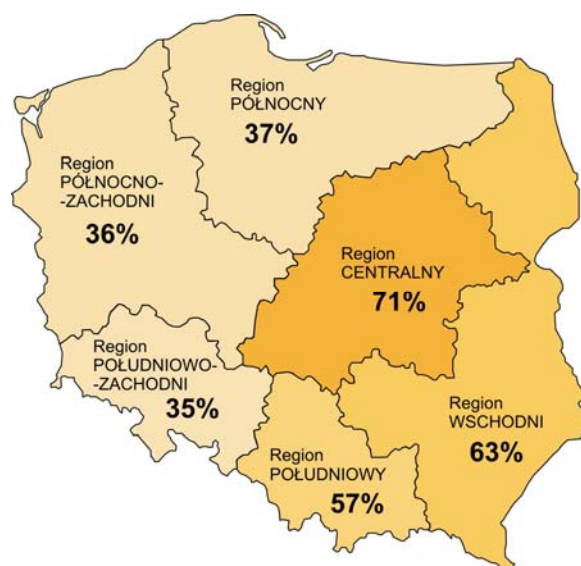 Region
PÓŁNOCNY
37%
Region
PÓŁNOCNO-
-ZACHODNI
36%
Region
CENTRALNY
71%
Region
POŁUDNIOWO-
-ZACHODNI
35%
Region
WSCHODNI
63%
Region
POŁUDNIOWY
57%